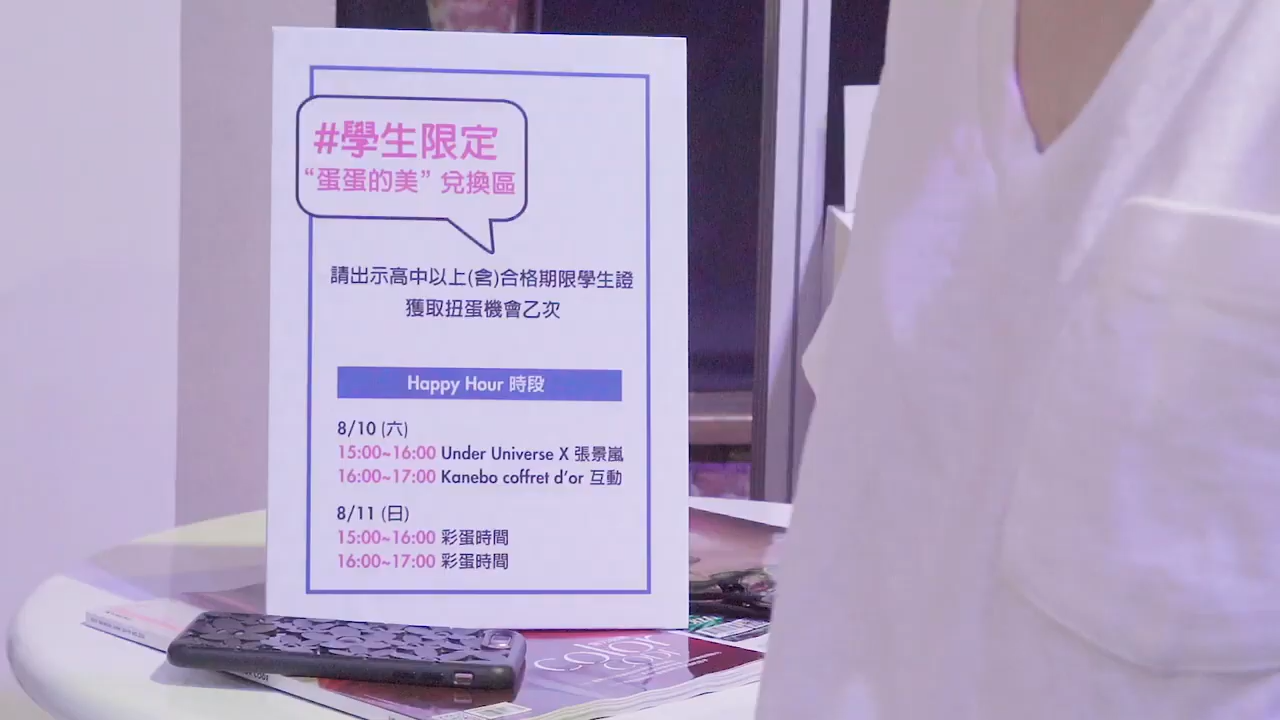 #學生限定
“蛋蛋的美” 兌換區
請出示高中以上(含)合格期限學生證
獲取扭蛋機會乙次
Happy Hour 時段
8/10 (六)
15:00~16:00 Under Universe X 張景嵐
16:00~17:00 Kanebo coffret d’or 互動
8/11 (日)
15:00~16:00 彩蛋時間
16:00~17:00 彩蛋時間
color